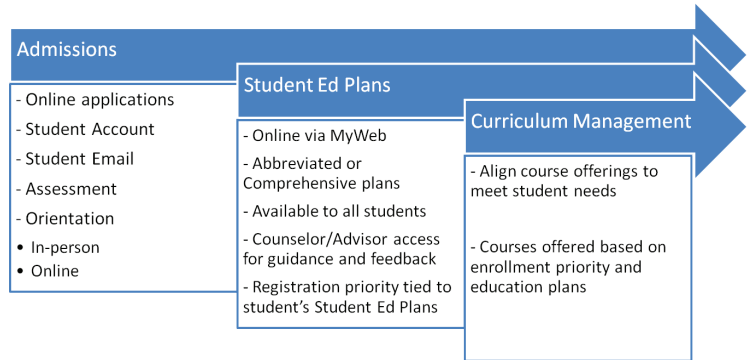 Admissions
- Online applications
- Student Account
- Student Email
- Assessment
- Orientation
• In-person
• Online
Student Ed Plans
- Online via MyWeb
- Abbreviated or
Comprehensive plans
- Available to all students
- Counselor/Advisor access
for guidance and feedback
- Registration priority tied to
student’s Student Ed Plans
Curriculum Management
- Align course offerings to
meet student needs
- Courses offered based on
enrollment priority and
education plans